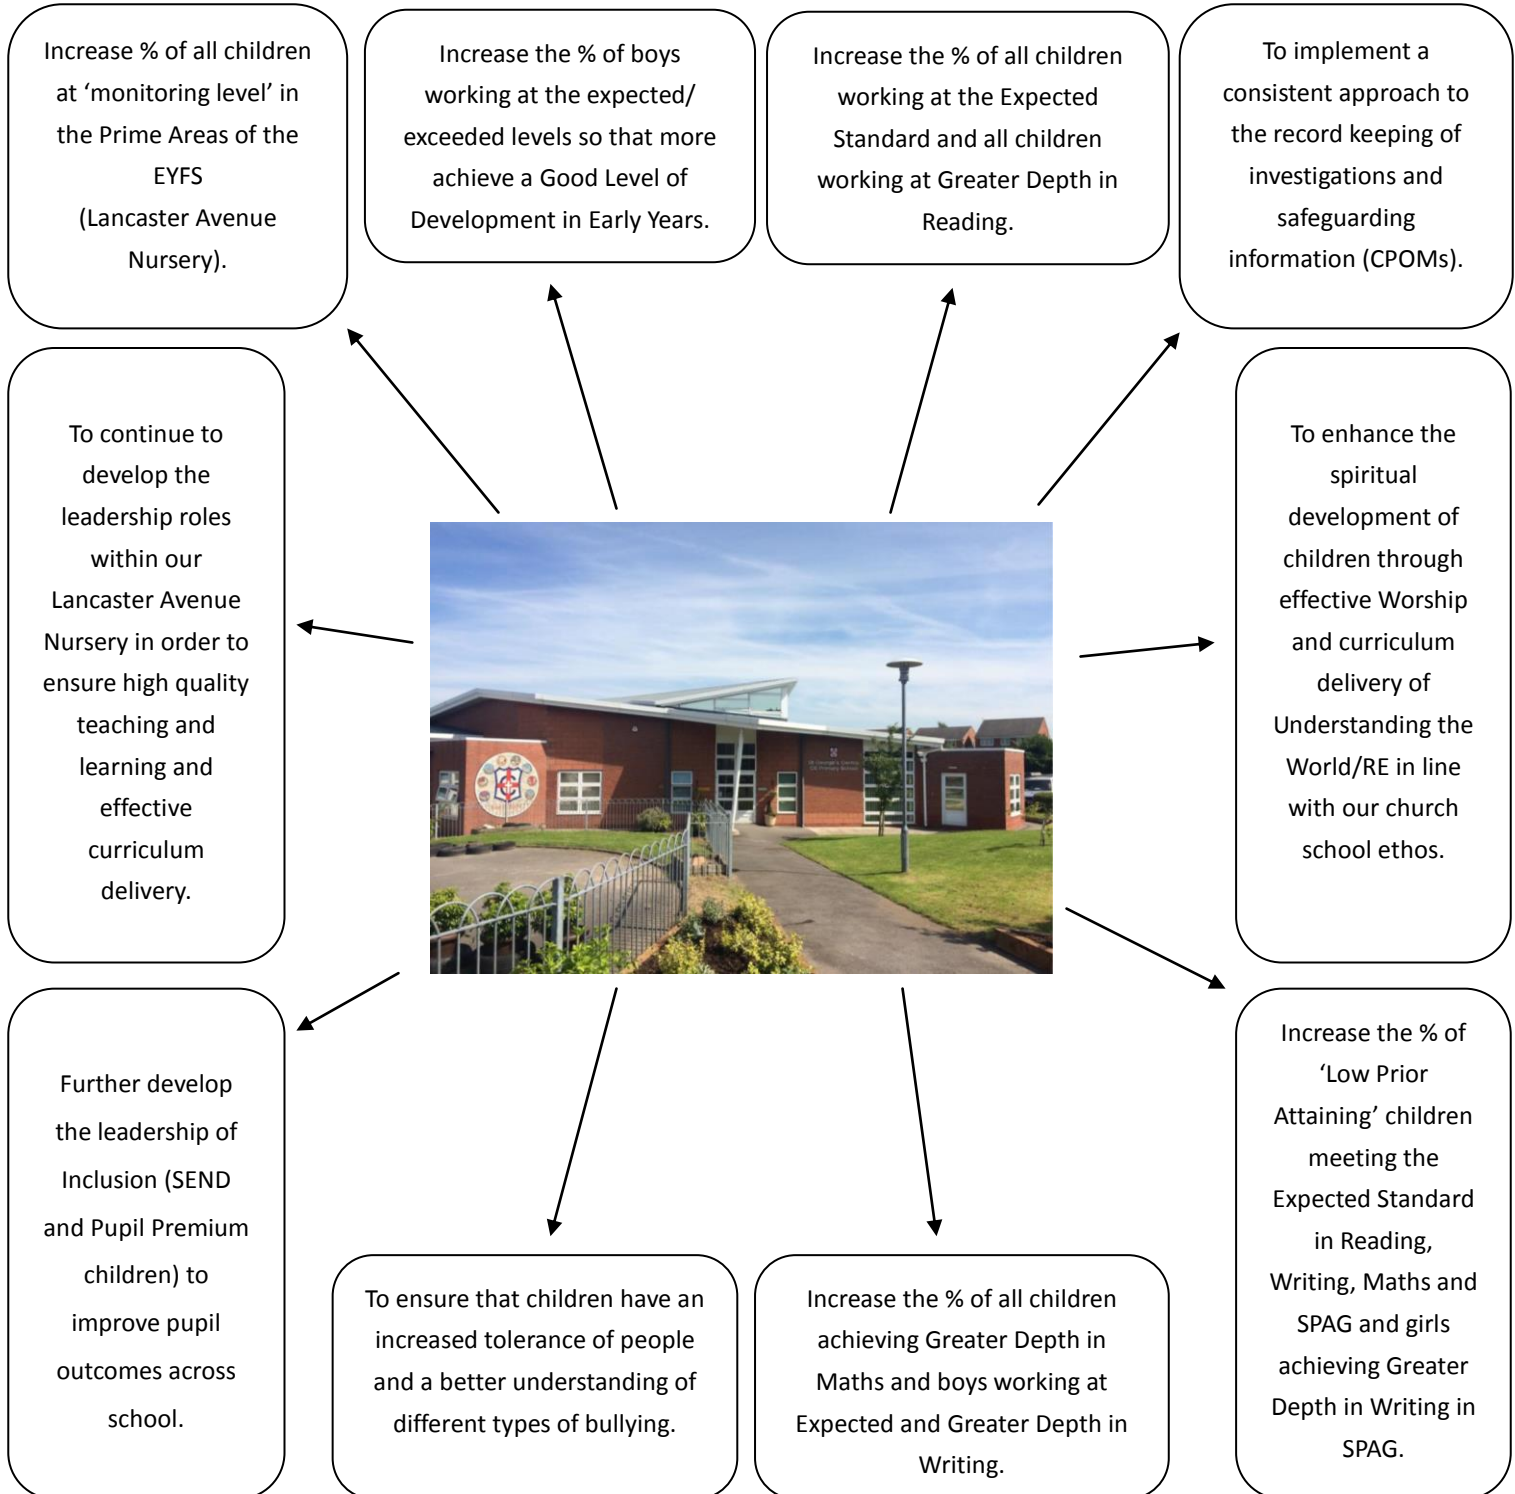 Increase % of all children
at ‘monitoring level’ in
the Prime Areas of the
EYFS
(Lancaster Avenue
Nursery).
Increase the % of boys
working at the expected/
exceeded levels so that more
achieve a Good Level of
Development in Early Years.
Increase the % of all children
working at the Expected
Standard and all children
working at Greater Depth in
Reading.
To implement a
consistent approach to
the record keeping of
investigations and
safeguarding
information (CPOMs).
To continue to
develop the
leadership roles
within our
Lancaster Avenue
Nursery in order to
ensure high quality
teaching and
learning and
effective
curriculum
delivery.
St George's Central
CE Primary School
To enhance the
spiritual
development of
children through
effective Worship
and curriculum
delivery of
Understanding the
World/RE in line
with our church
school ethos.
Further develop
the leadership of
Inclusion (SEND
and Pupil Premium
children) to
improve pupil
outcomes across
school.
To ensure that children have an
increased tolerance of people
and a better understanding of
different types of bullying.
Increase the % of all children
achieving Greater Depth in
Maths and boys working at
Expected and Greater Depth in
Writing.
Increase the % of
‘Low Prior
Attaining’ children
meeting the
Expected Standard
in Reading,
Writing, Maths and
SPAG and girls
achieving Greater
Depth in Writing in
SPAG.